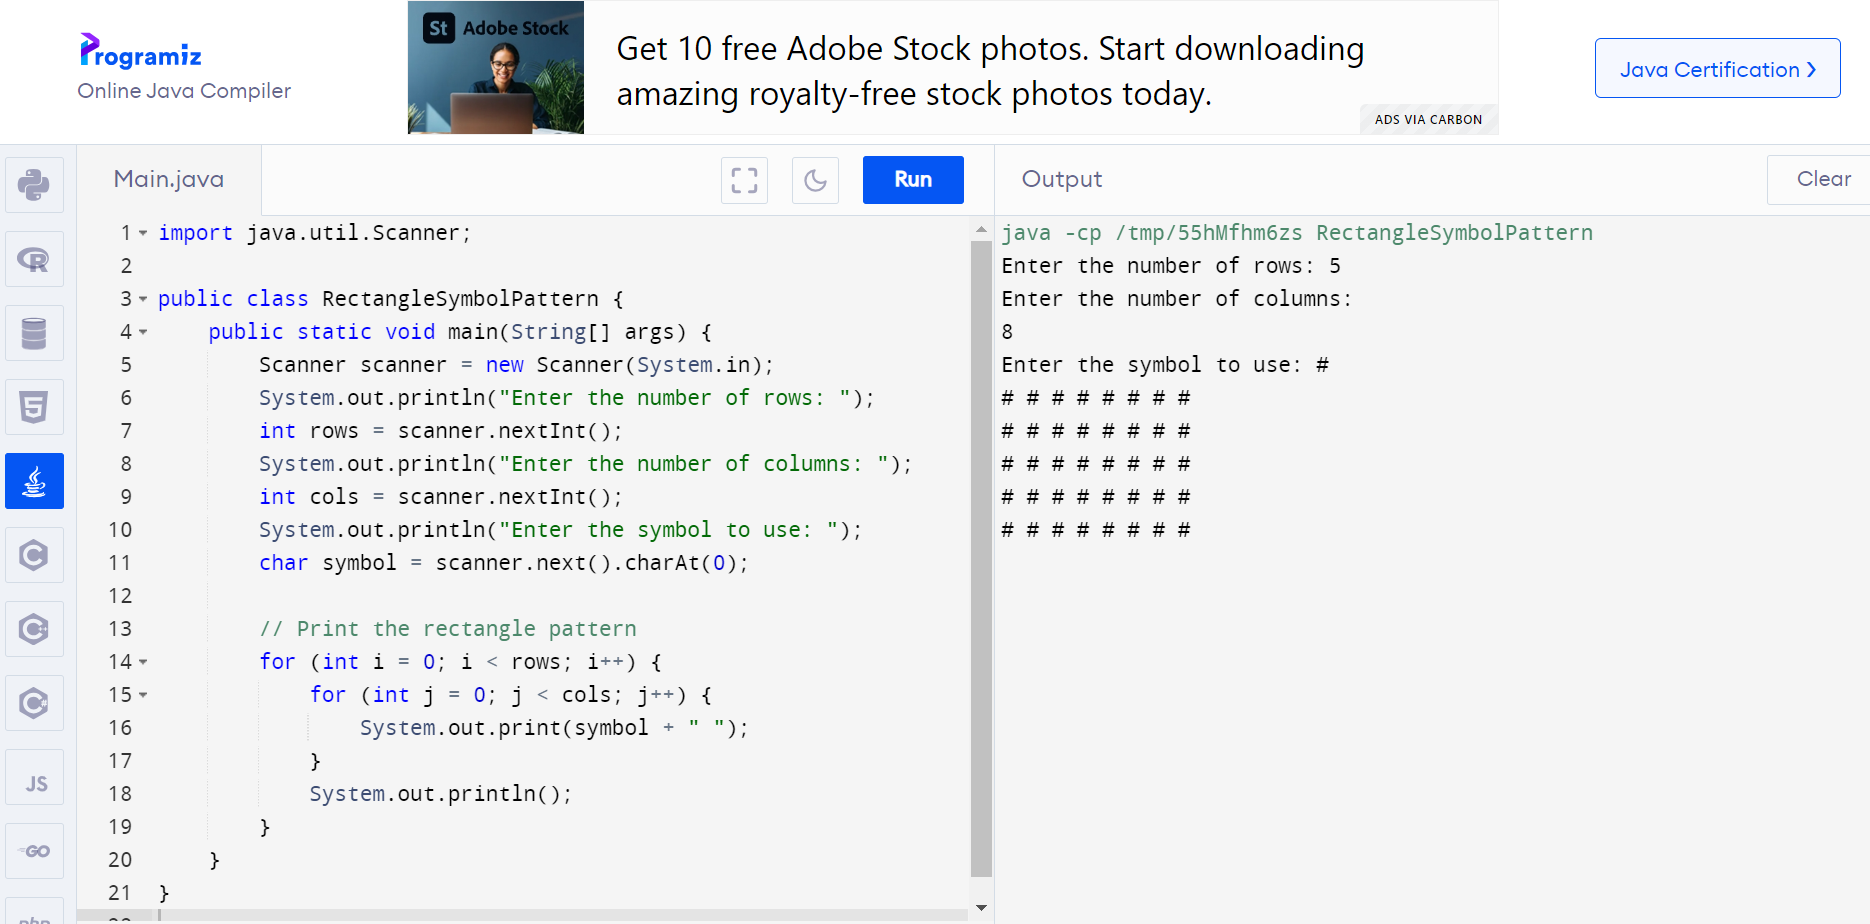 Programiz
Online Java Compiler
St Adobe Stock
Get 10 free Adobe Stock photos. Start downloading
amazing royalty-free stock photos today.
ADS VIA CARBON
Java Certification ❯
Main.java
Run
Output
Clear
1 import java.util.Scanner;
2
3 public class RectangleSymbolPattern {
4     public static void main(String[] args) {
5         Scanner scanner = new Scanner(System.in);
6         System.out.println("Enter the number of rows: ");
7         int rows = scanner.nextInt();
8         System.out.println("Enter the number of columns: ");
9         int cols = scanner.nextInt();
10         System.out.println("Enter the symbol to use: ");
11         char symbol = scanner.next().charAt(0);
12
13         // Print the rectangle pattern
14         for (int i = 0; i < rows; i++) {
15             for (int j = 0; j < cols; j++) {
16                 System.out.print(symbol + " ");
17             }
18             System.out.println();
19         }
20     }
21 }
java -cp /tmp/55hMfhm6zs RectangleSymbolPattern
Enter the number of rows: 5
Enter the number of columns:
8
Enter the symbol to use: #
# # # # # # # #
# # # # # # # #
# # # # # # # #
# # # # # # # #
# # # # # # # #
R
5
C
C++
C#
JS
GO
php